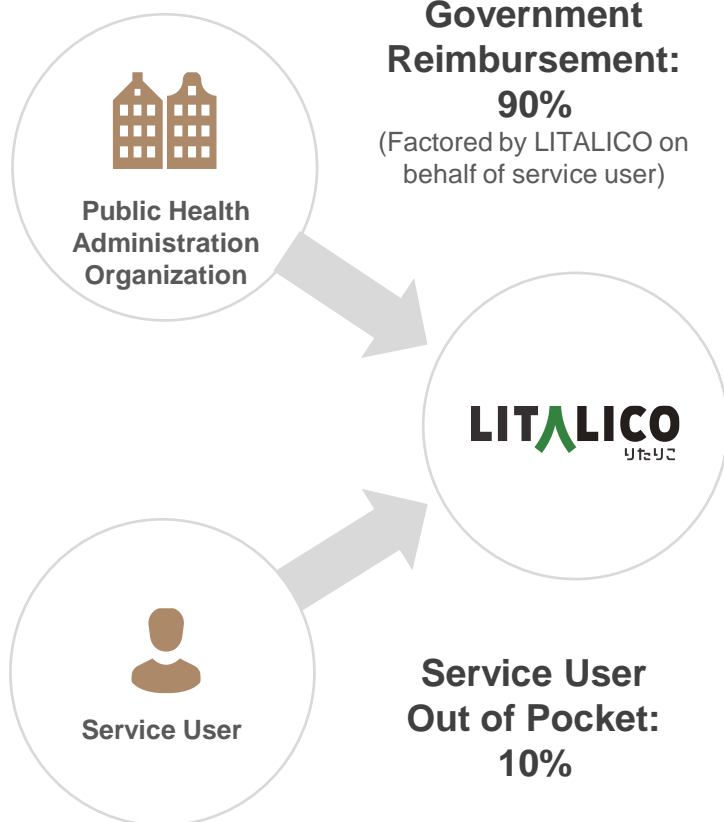 Government
Reimbursement:
90%
(Factored by LITALICO on
behalf of service user)
Public Health
Administration
Organization
LITALICO
りたりこ
Service User
Service User
Out of Pocket:
10%